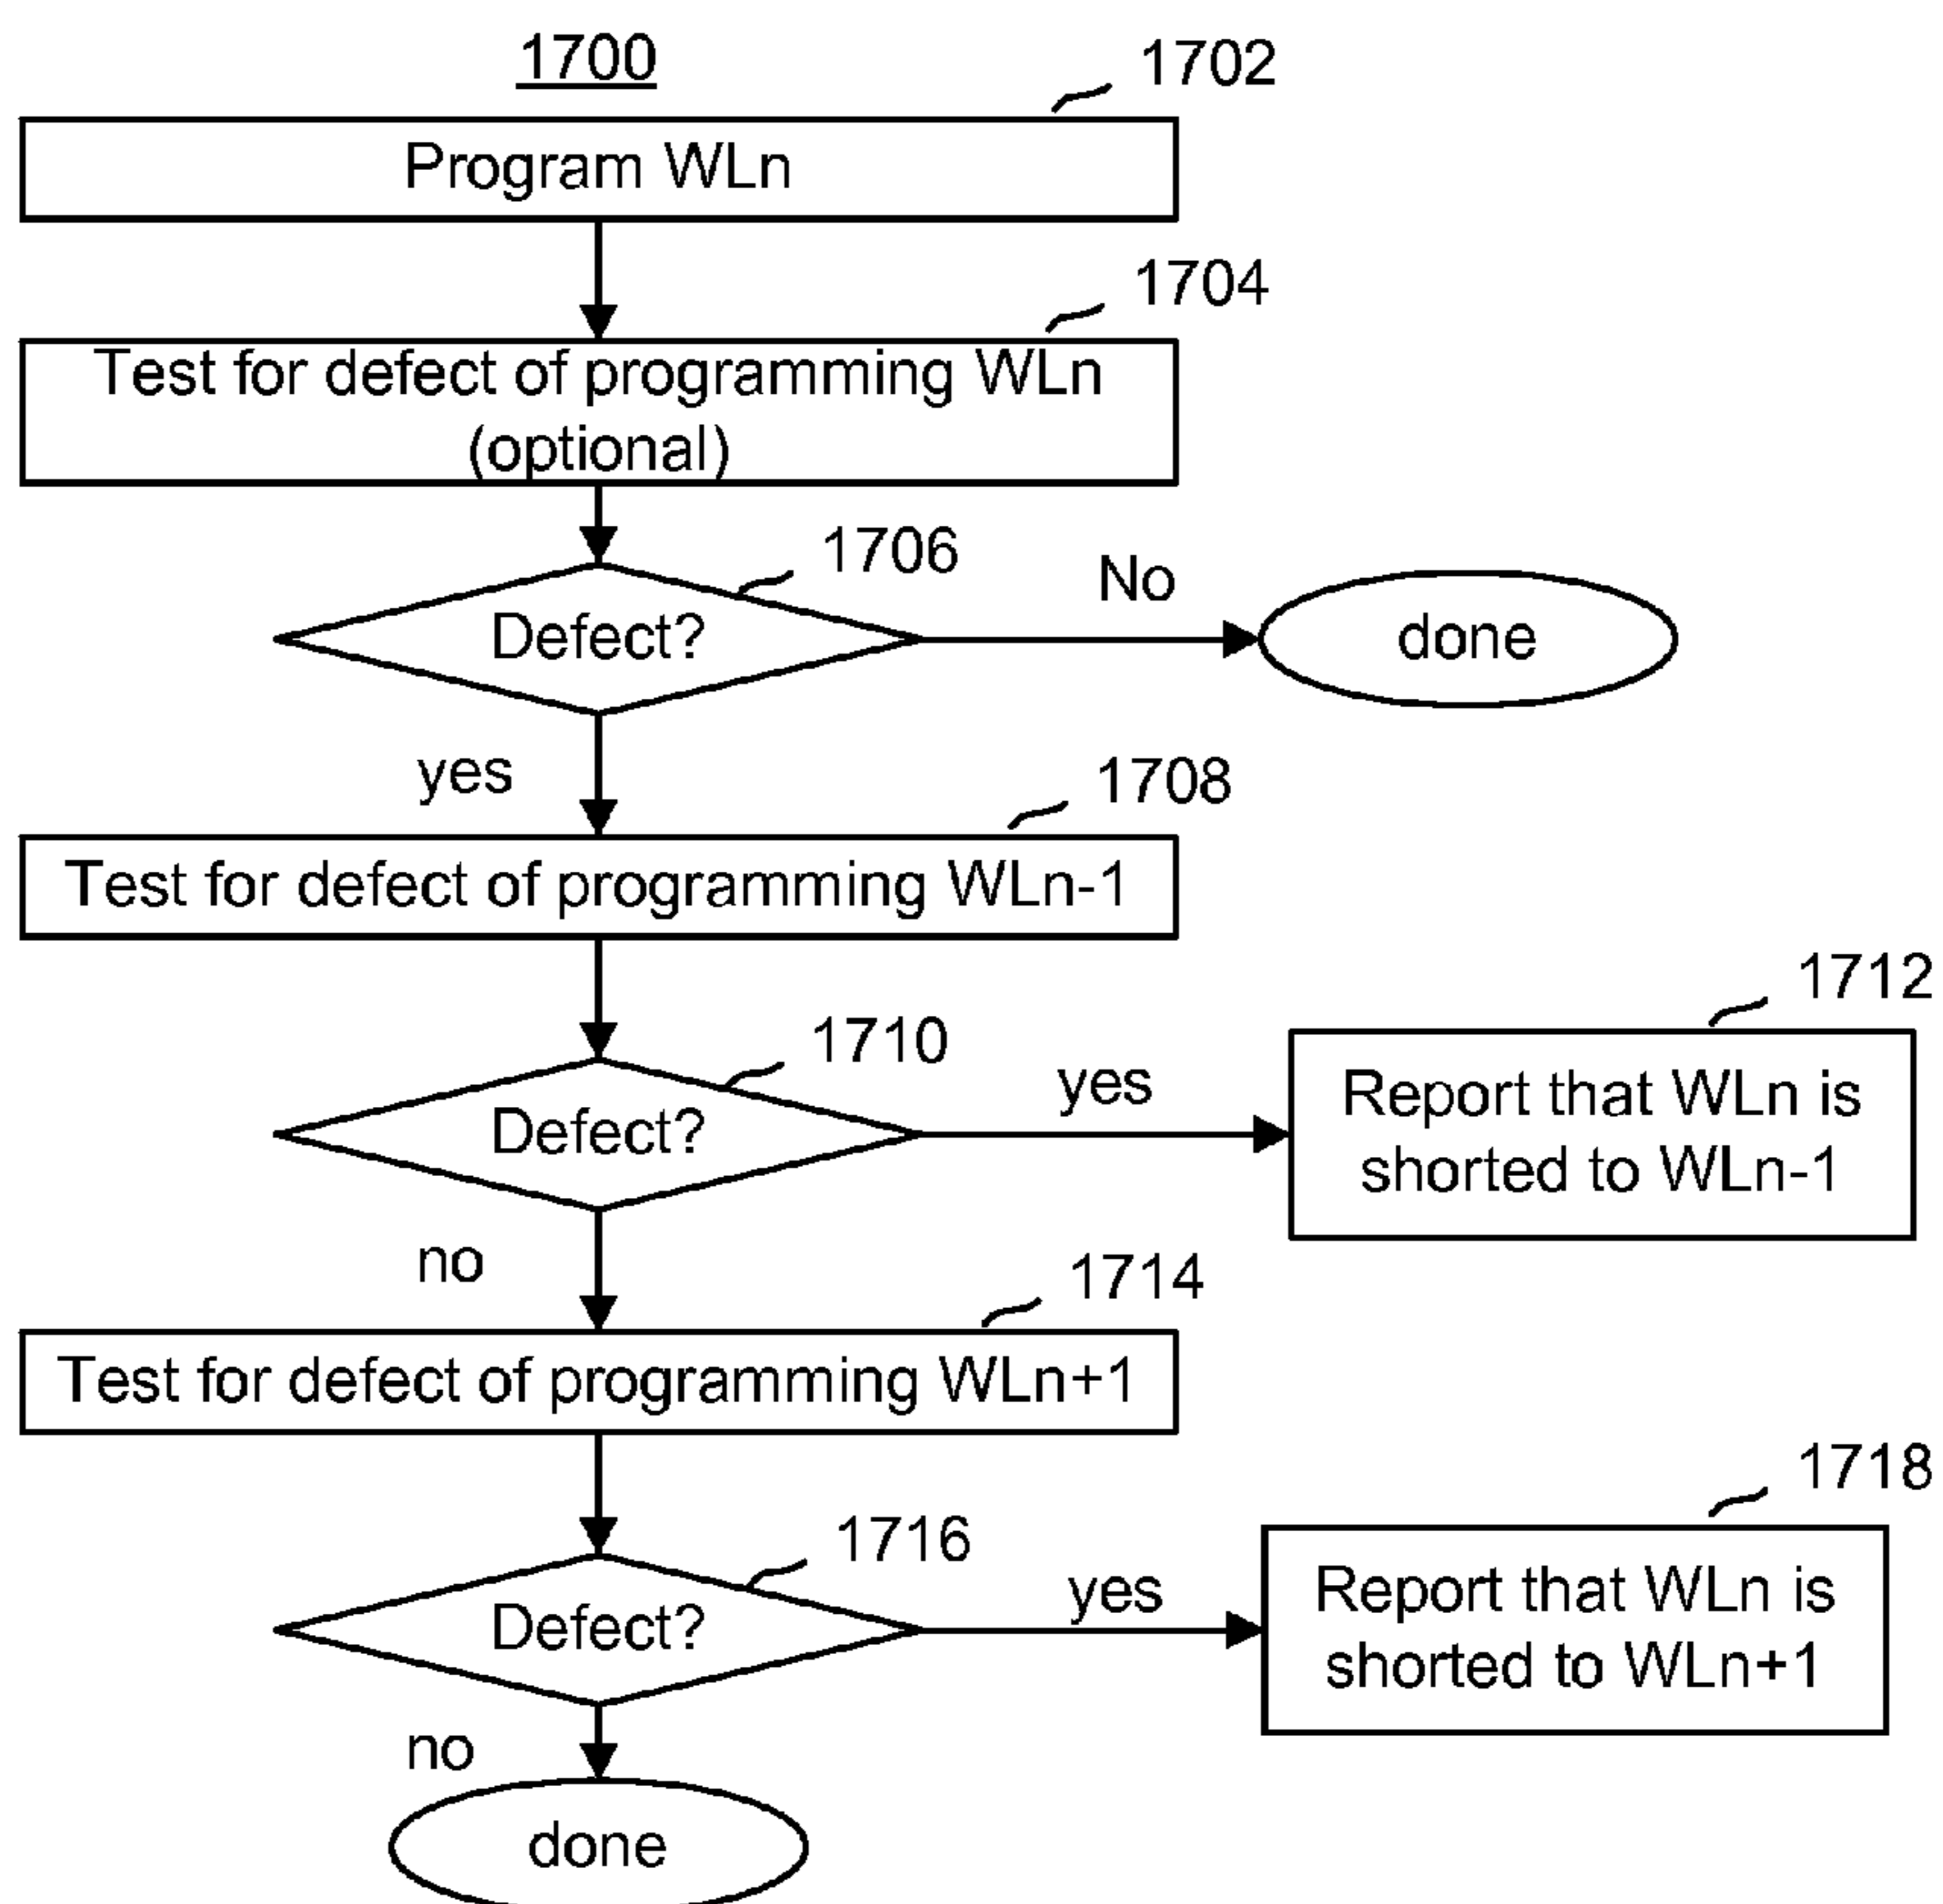 1700
1702
Program WLn
1704
Test for defect of programming WLn
(optional)
1706
Defect?
No
done
yes
1708
Test for defect of programming WLn-1
1710
Defect?
yes
1712
Report that WLn is
shorted to WLn-1
no
1714
Test for defect of programming WLn+1
1716
Defect?
yes
1718
Report that WLn is
shorted to WLn+1
no
done